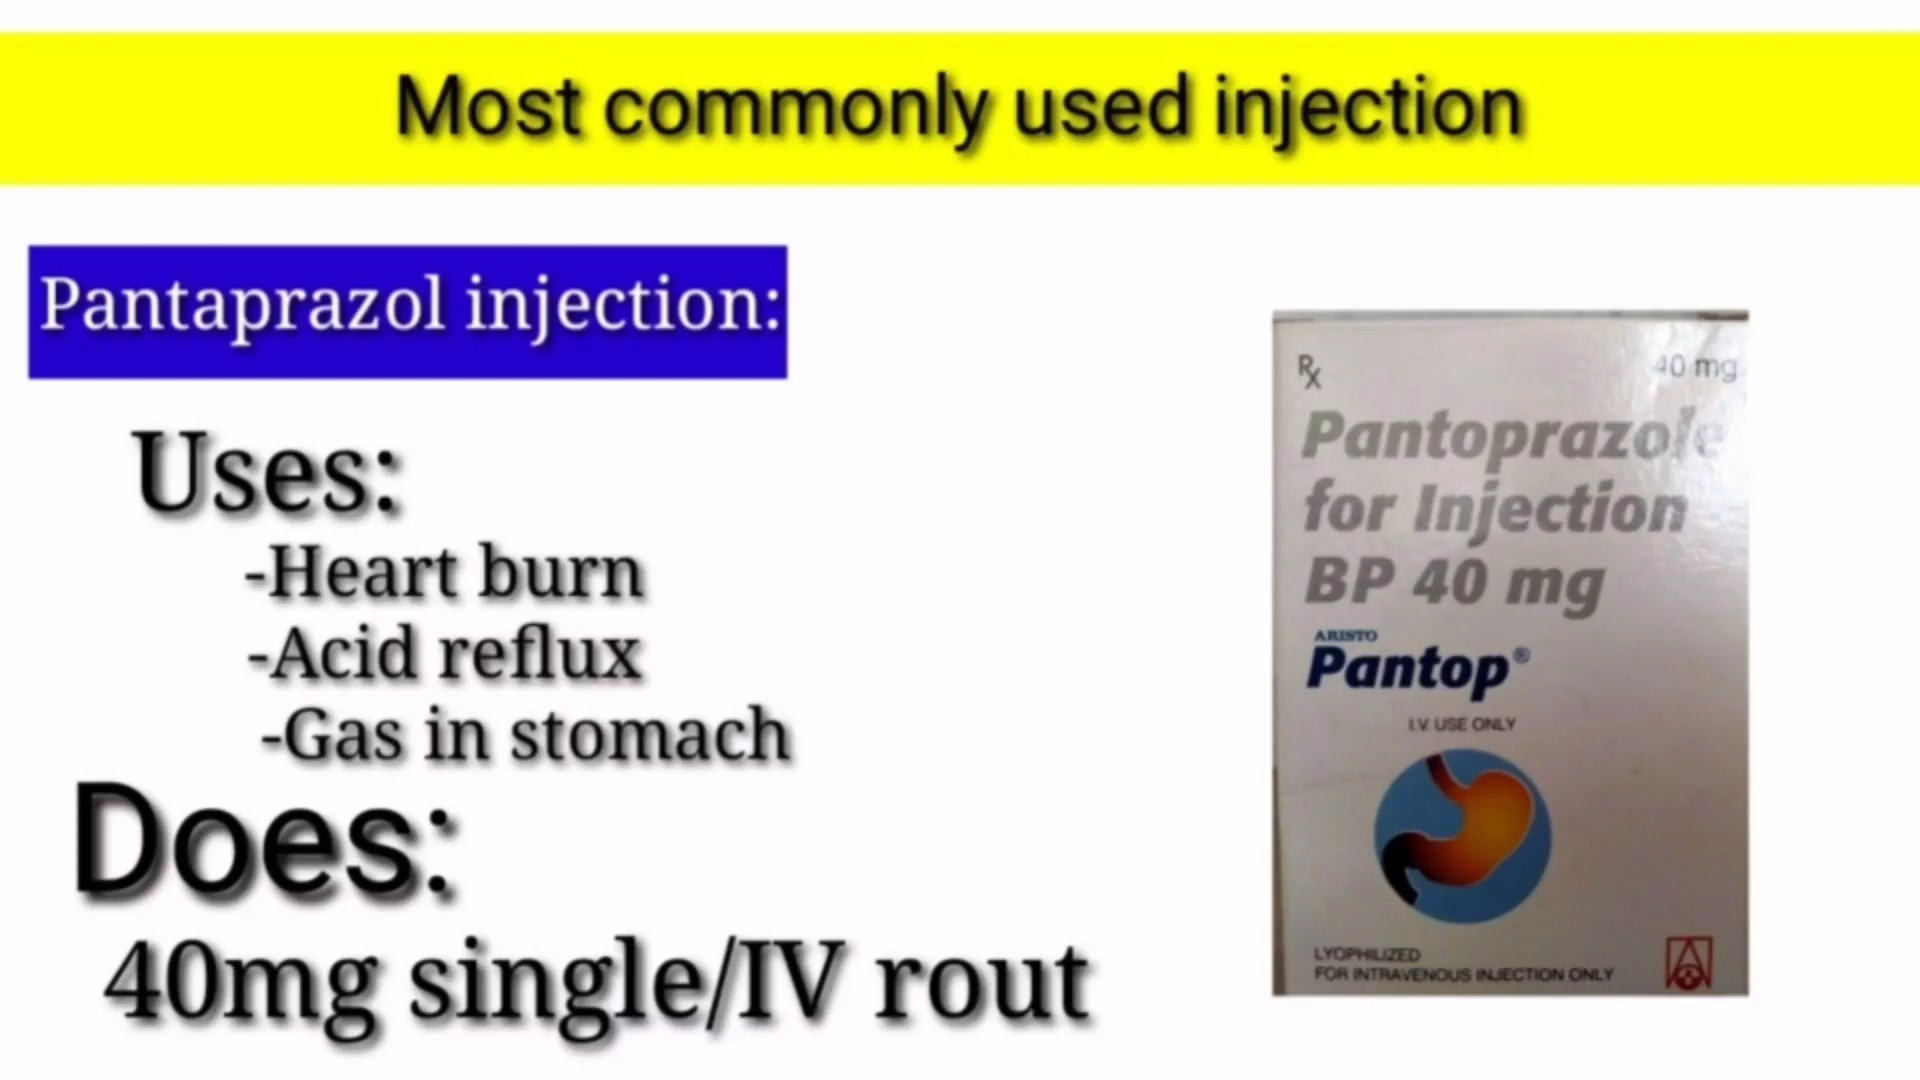 Most commonly used injection
Pantaprazol injection:
Uses:
-Heart burn
-Acid reflux
-Gas in stomach
Does:
40mg single/IV rout
Rx 40 mg
Pantoprazole
for Injection
BP 40 mg
ARISTO
Pantop®
I.V. USE ONLY
LYOPHILIZED
FOR INTRAVENOUS INJECTION ONLY